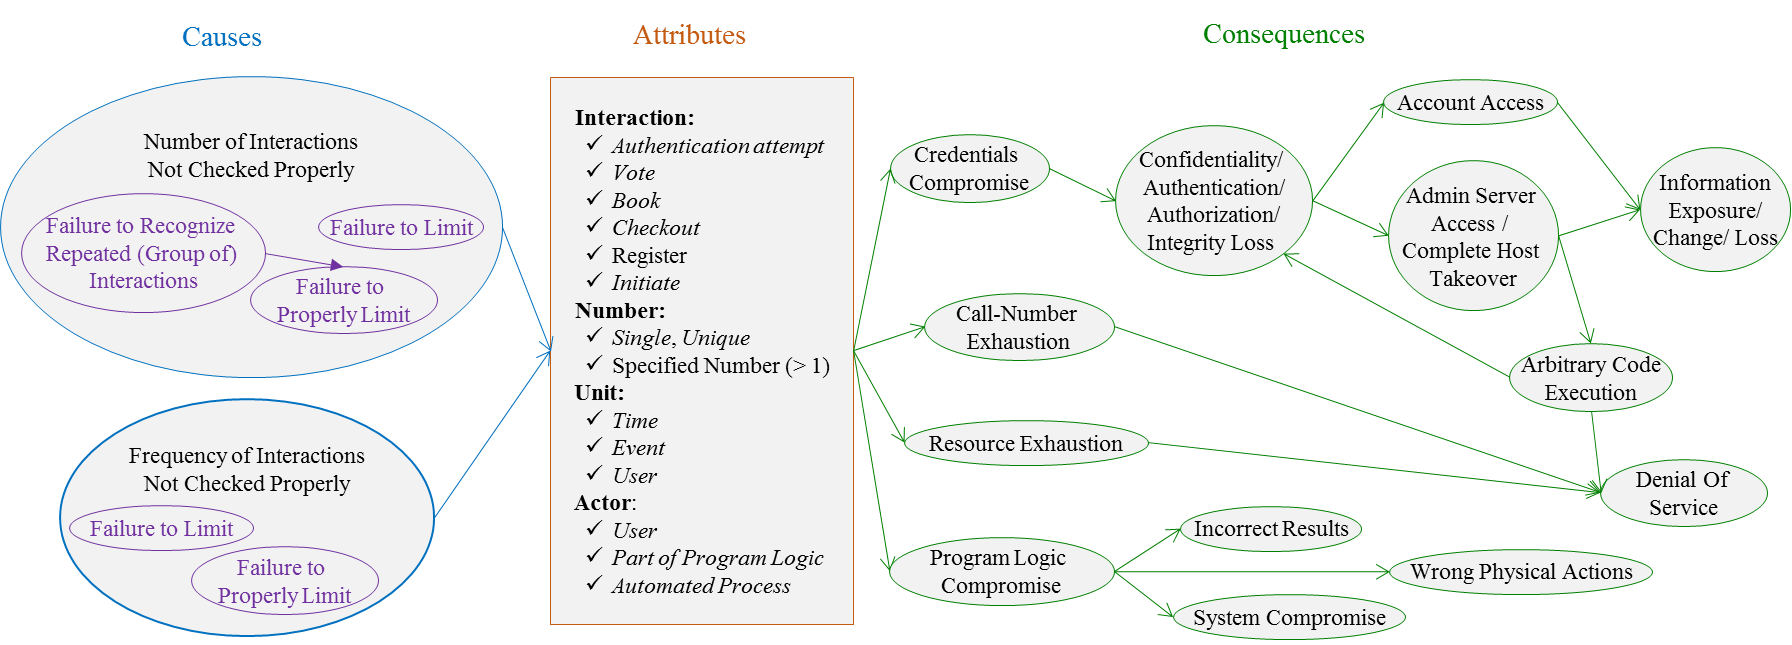 Causes
Number of Interactions
Not Checked Properly
Failure to Recognize
Repeated (Group of)
Interactions
Failure to Limit
Failure to
Properly Limit
Frequency of Interactions
Not Checked Properly
Failure to Limit
Failure to
Properly Limit
Attributes
Interaction:
✓ Authentication attempt
✓ Vote
✓ Book
✓ Checkout
✓ Register
✓ Initiate
Number:
✓ Single, Unique
✓ Specified Number (> 1)
Unit:
✓ Time
✓ Event
✓ User
Actor:
✓ User
✓ Part of Program Logic
✓ Automated Process
Consequences
Credentials
Compromise
Confidentiality/
Authentication/
Authorization/
Integrity Loss
Account Access
Admin Server
Access /
Complete Host
Takeover
Information
Exposure/
Change/ Loss
Call-Number
Exhaustion
Arbitrary Code
Execution
Resource Exhaustion
Denial Of
Service
Program Logic
Compromise
Incorrect Results
Wrong Physical Actions
System Compromise